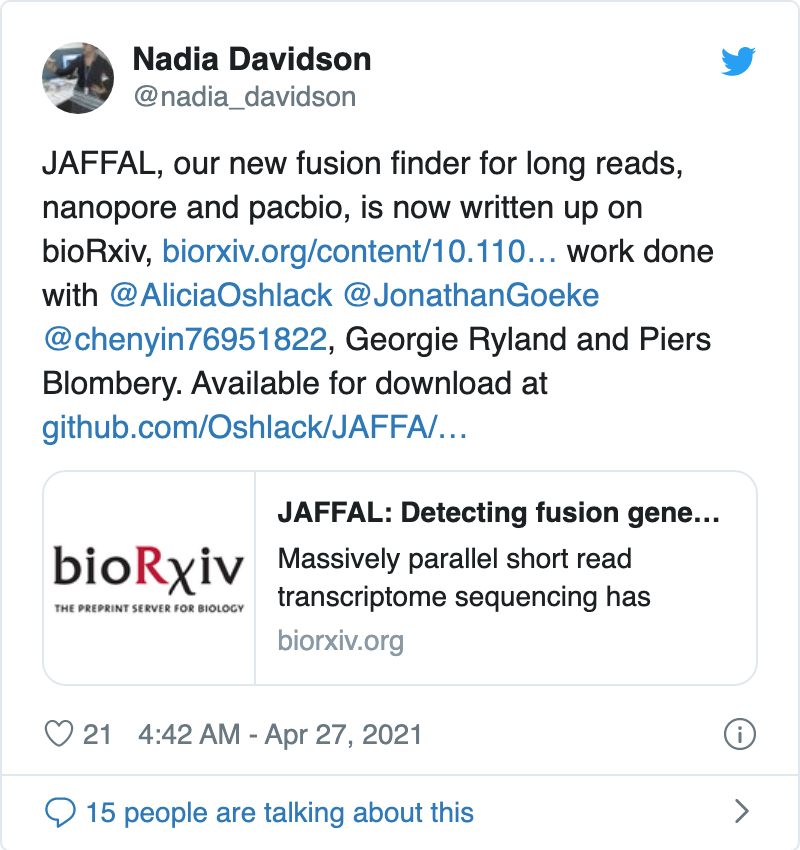 Nadia Davidson
@nadia_davidson
JAFFAL, our new fusion finder for long reads,
nanopore and pacbio, is now written up on
bioRxiv, biorxiv.org/content/10.110… work done
with @AliciaOshlack @JonathanGoeke
@chenyin76951822, Georgie Ryland and Piers
Blombery. Available for download at
github.com/Oshlack/JAFFA/…
bioRxiv
THE PREPRINT SERVER FOR BIOLOGY
JAFFAL: Detecting fusion gene…
Massively parallel short read
transcriptome sequencing has
biorxiv.org
21 4:42 AM - Apr 27, 2021
15 people are talking about this